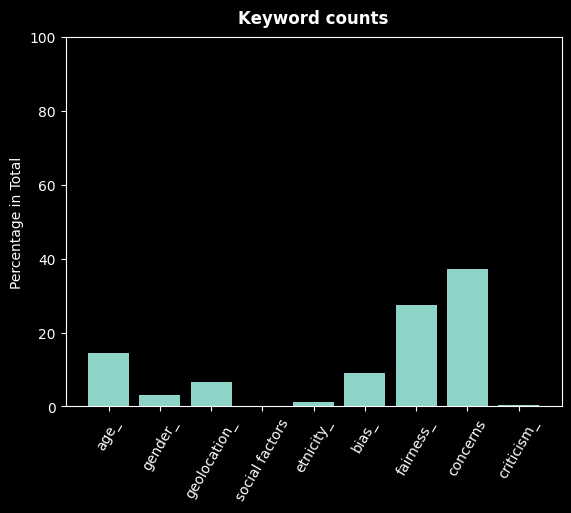 Keyword counts
Percentage in Total
100
80
60
40
20
0
age_
gender_
geolocation_
social factors
etnicity_
bias_
fairness_
concerns
criticism_